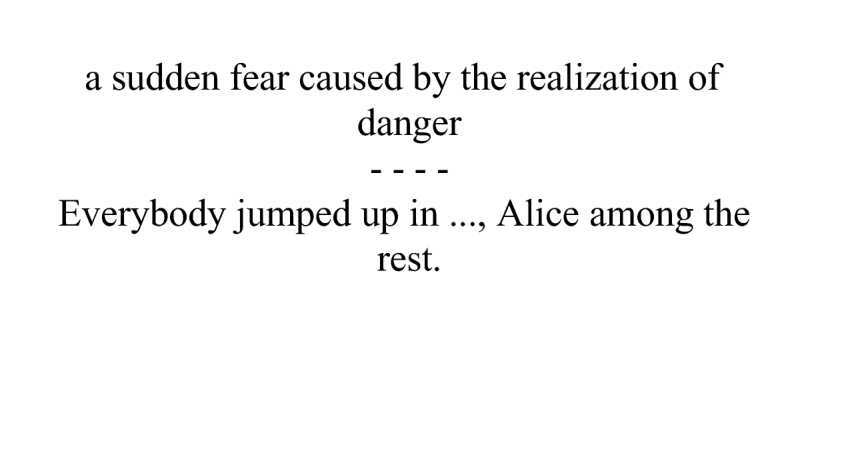 a sudden fear caused by the realization of
danger
- - - -
Everybody jumped up in ..., Alice among the
rest.